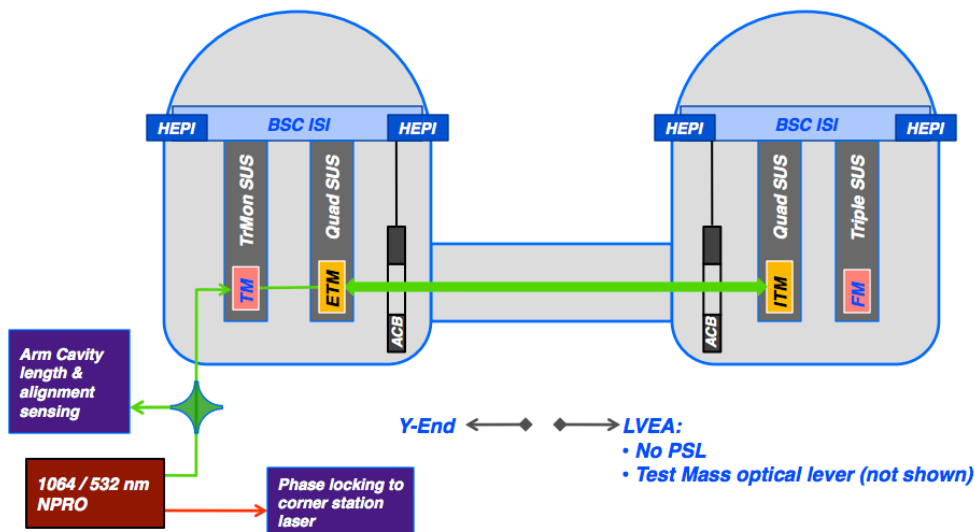 HEPI
BSC ISI
HEPI
HEPI
BSC ISI
HEPI
TrMon SUS
Quad SUS
Quad SUS
Triple SUS
TM
ETM
ACB
ACB
ITM
FM
Arm Cavity
length &
alignment
sensing
1064 / 532 nm
NPRO
Phase locking to
corner station
laser
Y-End
LVEA:
• No PSL
• Test Mass optical lever (not shown)